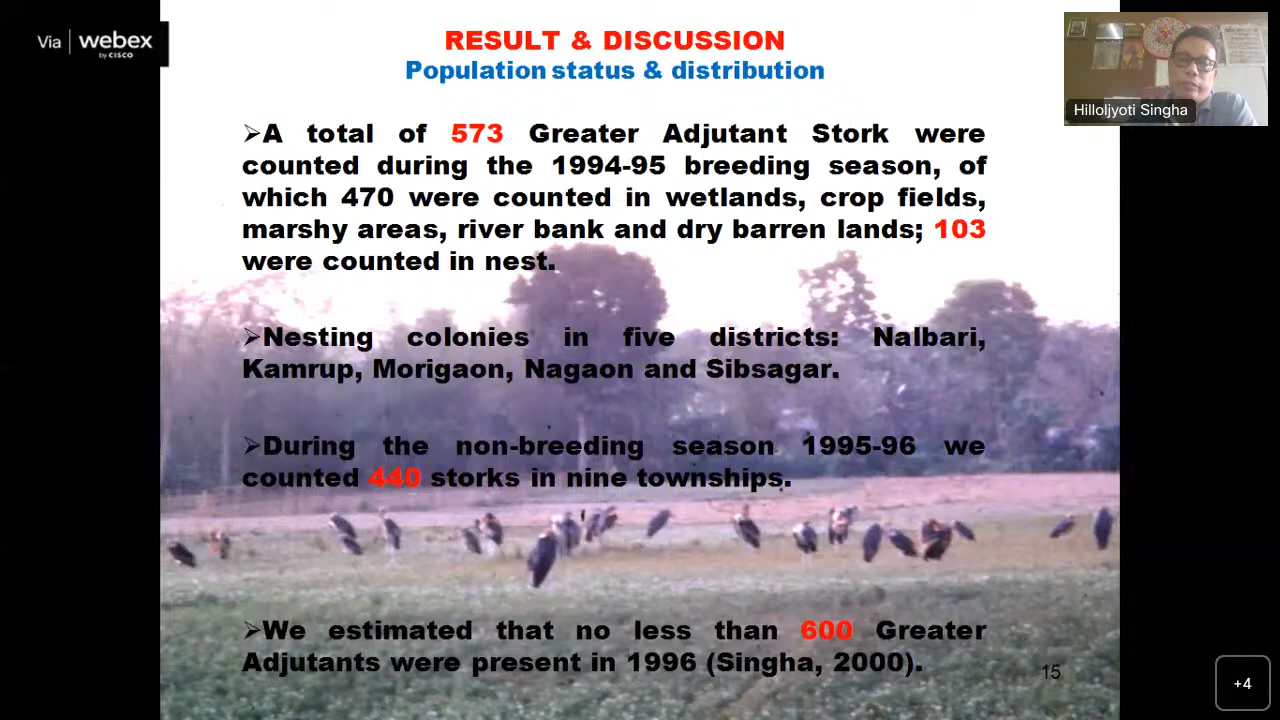 Via | webex
by CISCO
RESULT & DISCUSSION
Population status & distribution
Hilloljyoti Singha
➢A total of 573 Greater Adjutant Stork were
counted during the 1994-95 breeding season, of
which 470 were counted in wetlands, crop fields,
marshy areas, river bank and dry barren lands; 103
were counted in nest.
➢Nesting colonies in five districts: Nalbari,
Kamrup, Morigaon, Nagaon and Sibsagar.
➢During the non-breeding season 1995-96 we
counted 440 storks in nine townships.
➢We estimated that no less than 600 Greater
Adjutants were present in 1996 (Singha, 2000).
15
+4